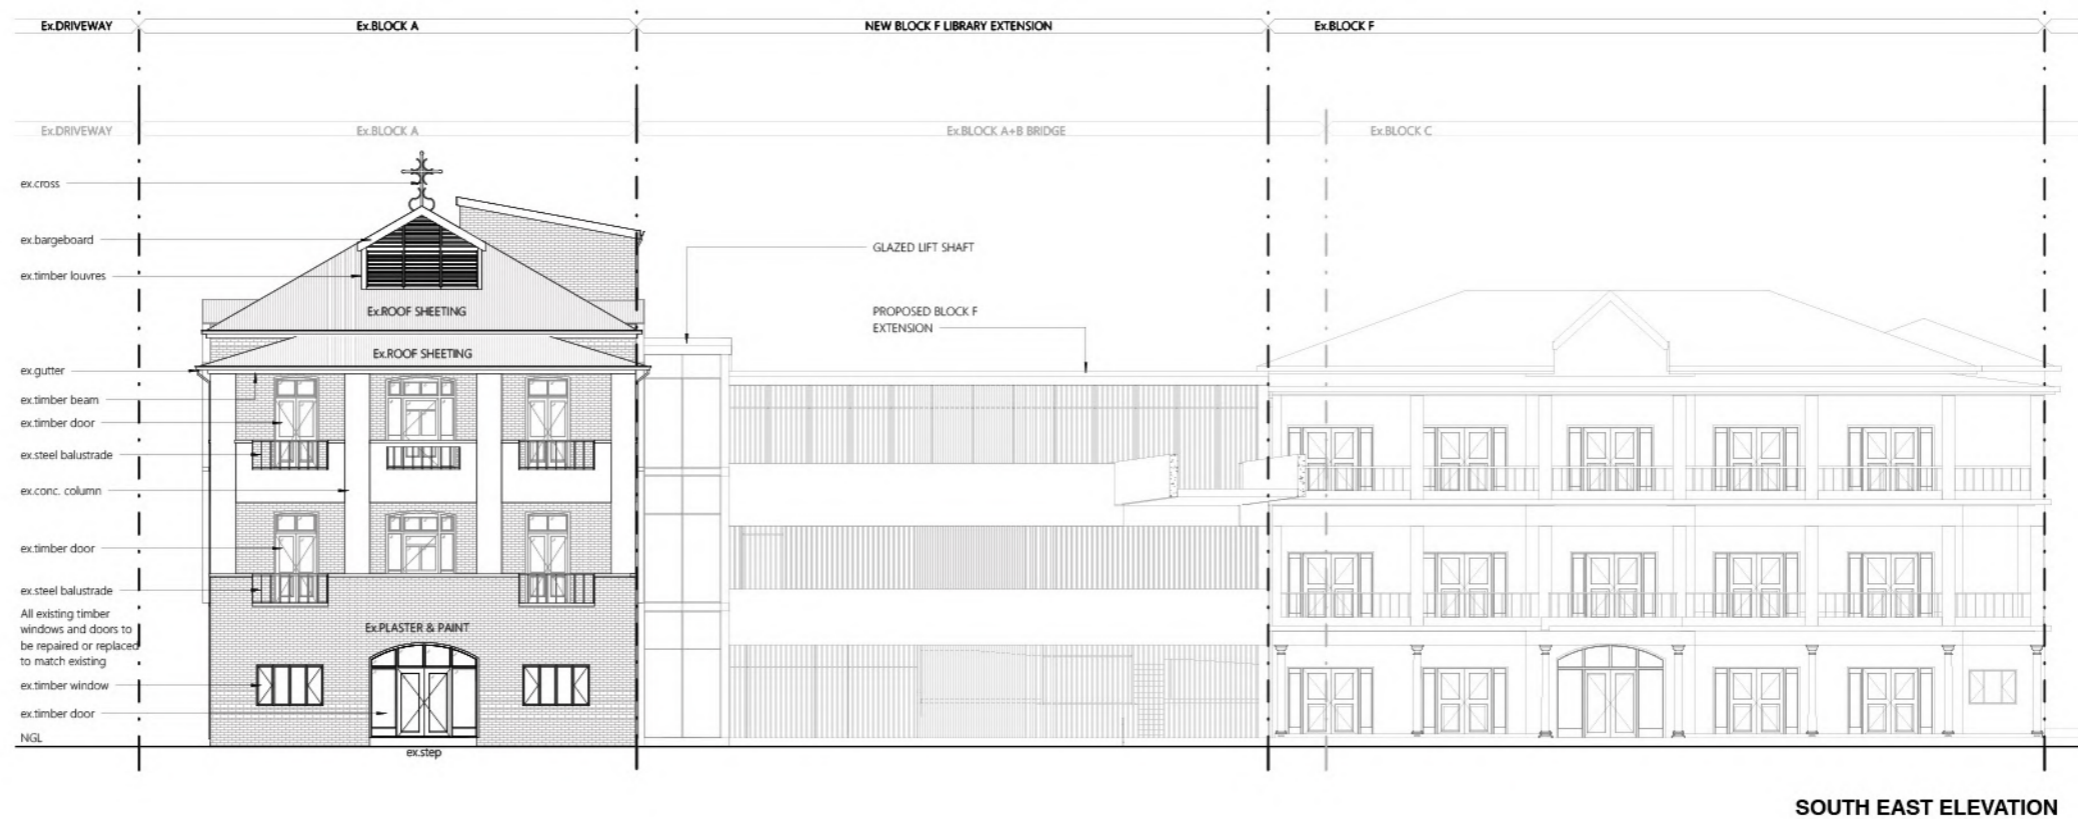 Ex.DRIVEWAY
Ex.BLOCK A
NEW BLOCK F LIBRARY EXTENSION
Ex.BLOCK F
Ex.DRIVEWAY
Ex.BLOCK A
Ex.BLOCK A+B BRIDGE
Ex.BLOCK C
ex.cross
ex.bargeboard
ex.timber louvres
Ex.ROOF SHEETING
Ex.ROOF SHEETING
GLAZED LIFT SHAFT
PROPOSED BLOCK F
EXTENSION
ex.gutter
ex.timber beam
ex.timber door
ex.steel balustrade
ex.conc. column
ex.timber door
ex.steel balustrade
All existing timber
windows and doors to
be repaired or replaced
to match existing
Ex.PLASTER & PAINT
ex.timber window
ex.timber door
NGL
ex.step
SOUTH EAST ELEVATION